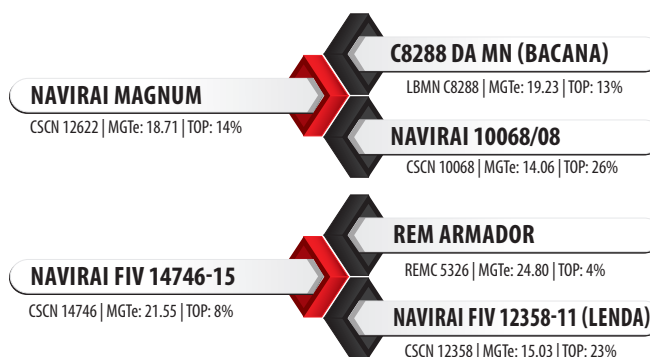 C8288 DA MN (BACANA)
LBMN C8288 | MGTe: 19.23 | TOP: 13%
NAVIRAI MAGNUM
CSCN 12622 | MGTe: 18.71 | TOP: 14%
NAVIRAI 10068/08
CSCN 10068 | MGTe: 14.06 | TOP: 26%
REM ARMADOR
REMC 5326 | MGTe: 24.80 | TOP: 4%
NAVIRAI FIV 14746-15
CSCN 14746 | MGTe: 21.55 | TOP: 8%
NAVIRAI FIV 12358-11 (LENDA)
CSCN 12358 | MGTe: 15.03 | TOP: 23%